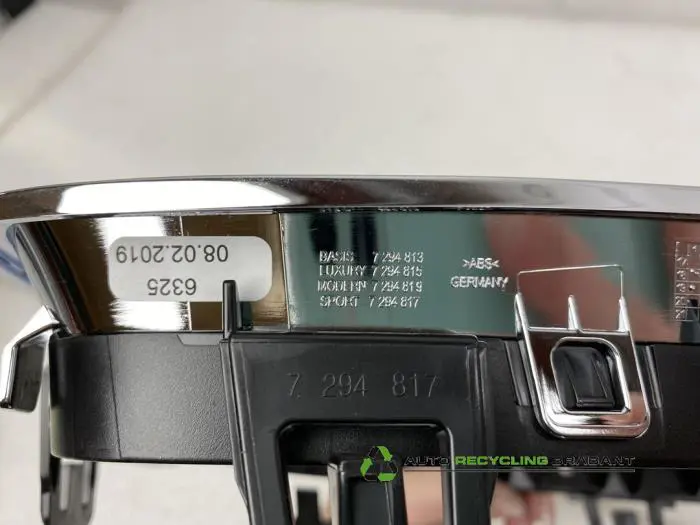 6325
08.02.2019
BASIS 7 294 813
LUXURY 7 294 815
MODERN 7 294 819
SPORT 7 294 817
>ABS<
GERMANY
7 294 817
AUTO RECYCLING BRABANT